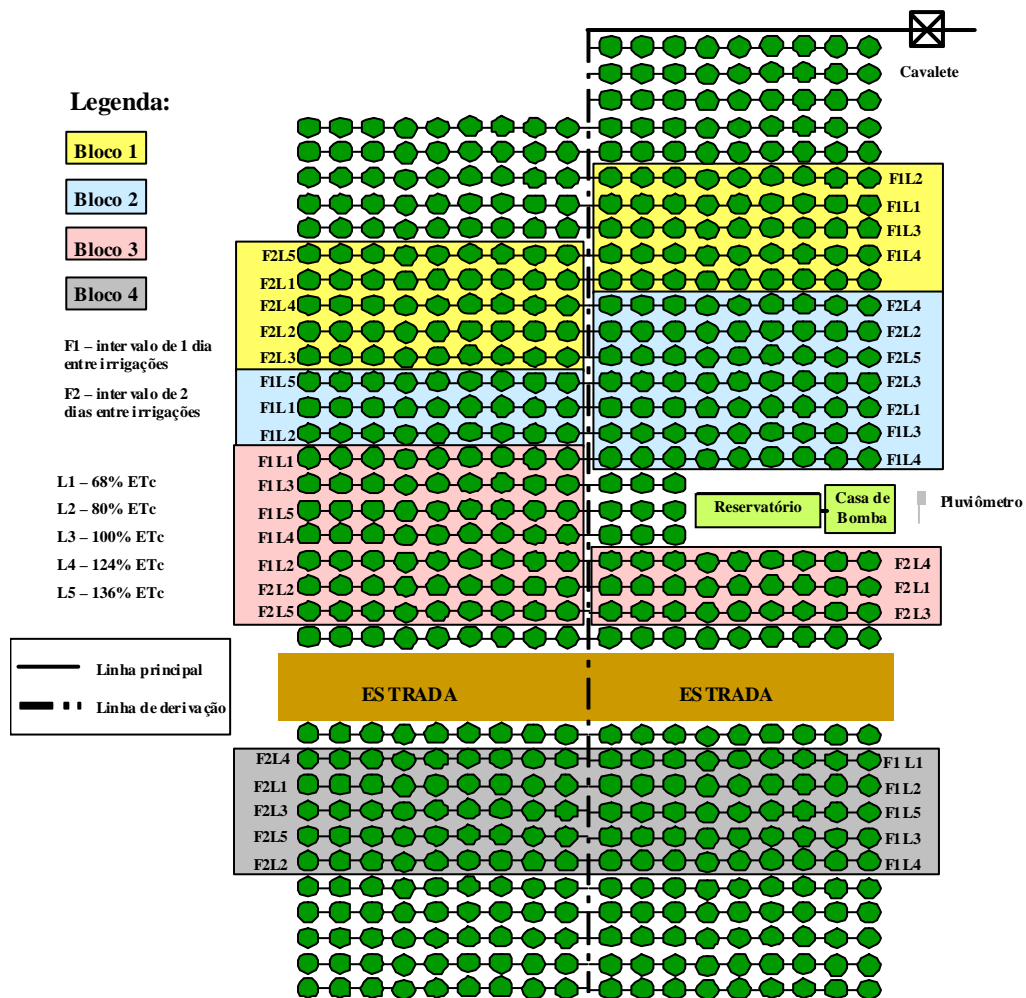 Cavalete
Legenda:
Bloco 1
Bloco 2
Bloco 3
Bloco 4
F1 – intervalo de 1 dia
entre irrigações
F2 – intervalo de 2
dias entre irrigações
L1 – 68% ETc
L2 – 80% ETc
L3 – 100% ETc
L4 – 124% ETc
L5 – 136% ETc
Linha principal
Linha de derivação
F2L5
F2L1
F2L4
F2L2
F2L3
F1L5
F1L1
F1L2
F1L1
F1L3
F1L5
F1L4
F1L2
F2L2
F2L5
F1L2
F1L1
F1L3
F1L4
F2L4
F2L2
F2L5
F2L3
F2L1
F1L3
F1L4
Reservatório
Casa de
Bomba
Pluviômetro
F2L4
F2L1
F2L3
ESTRADA
ESTRADA
F2L4
F2L1
F2L3
F2L5
F2L2
F1L1
F1L2
F1L5
F1L3
F1L4